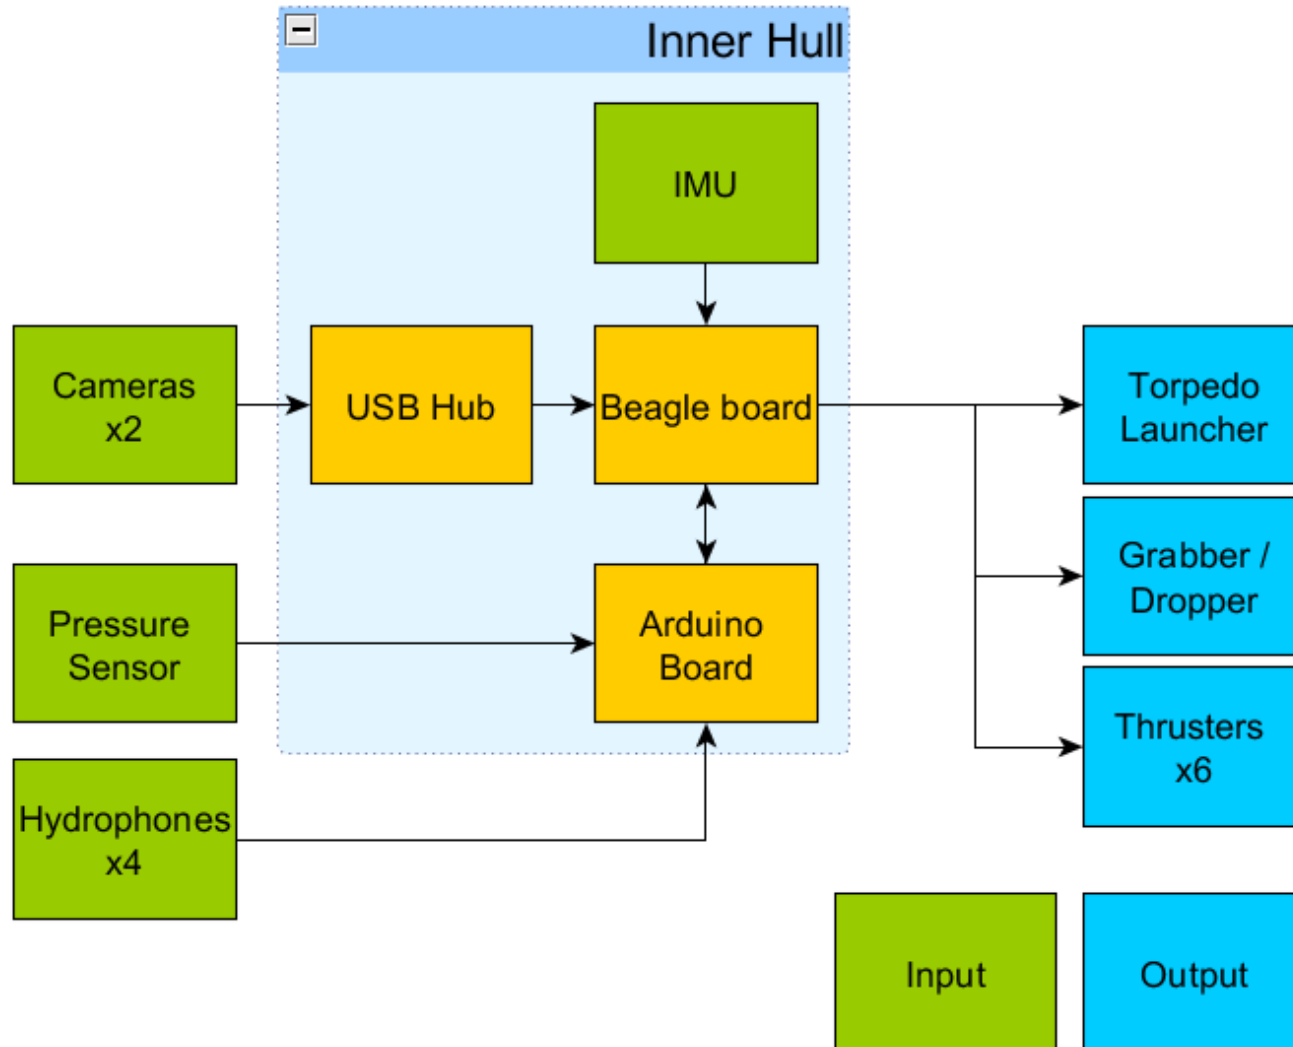 Inner Hull
IMU
Cameras
x2
USB Hub
Beagle board
Torpedo
Launcher
Grabber /
Dropper
Pressure
Sensor
Arduino
Board
Thrusters
x6
Hydrophones
x4
Input
Output